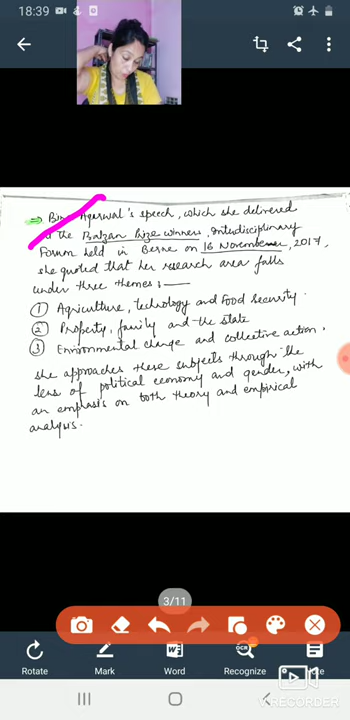 18:39
Bina Agarwal's speech, which she delivered
at the Balzan Prize winners, Intudisciplinary
Forum held in Berne on 16 November, 2017,
she quoted that her research area falls
under three themes :—
① Agriculture, technology and Food security.
② Property, family and the state
③ Environmental change and collective action.
she approaches these subjects through the
lens of political economy and gender, with
an emphasis on both theory and empirical
analysis.
3/11
Rotate
Mark
Word
OCR
Recognize
VRECORDER